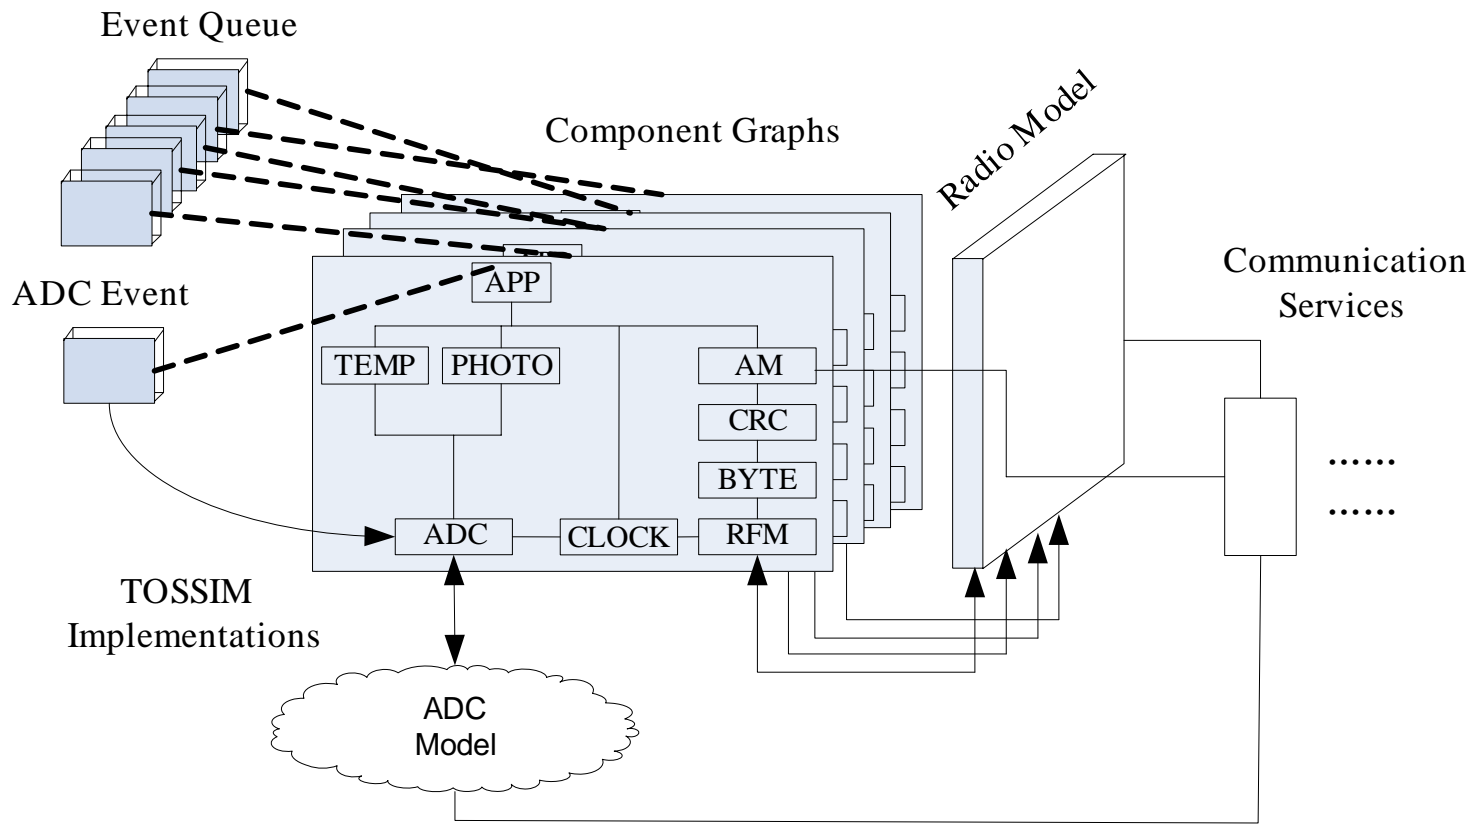 Event Queue
Component Graphs
Radio Model
Communication
Services
ADC Event
APP
TEMP
PHOTO
AM
CRC
BYTE
ADC
CLOCK
RFM
......
......
TOSSIM
Implementations
ADC
Model